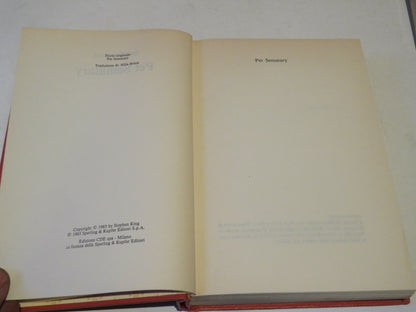 Titolo originale:
Pet Sematary
Traduzione di
Copyright © 1983 by Stephen King
© 1985 Sperling & Kupfer Editori S.p.A.
Edizione CDE spa - Milano
su licenza della Sperling & Kupfer Editori
Pet Sematary